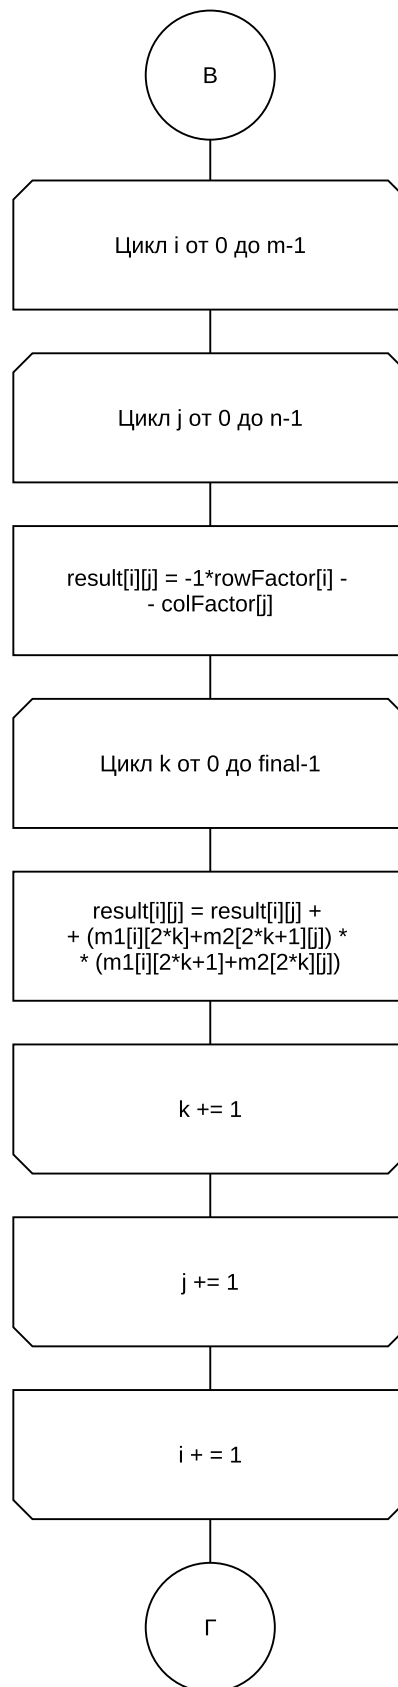 В
Цикл i от 0 до m-1
Цикл j от 0 до n-1
result[i][j] = -1*rowFactor[i] -
- colFactor[j]
Цикл k от 0 до final-1
result[i][j] = result[i][j] +
+ (m1[i][2*k]+m2[2*k+1][j]) *
* (m1[i][2*k+1]+m2[2*k][j])
k += 1
j += 1
i + = 1
Г